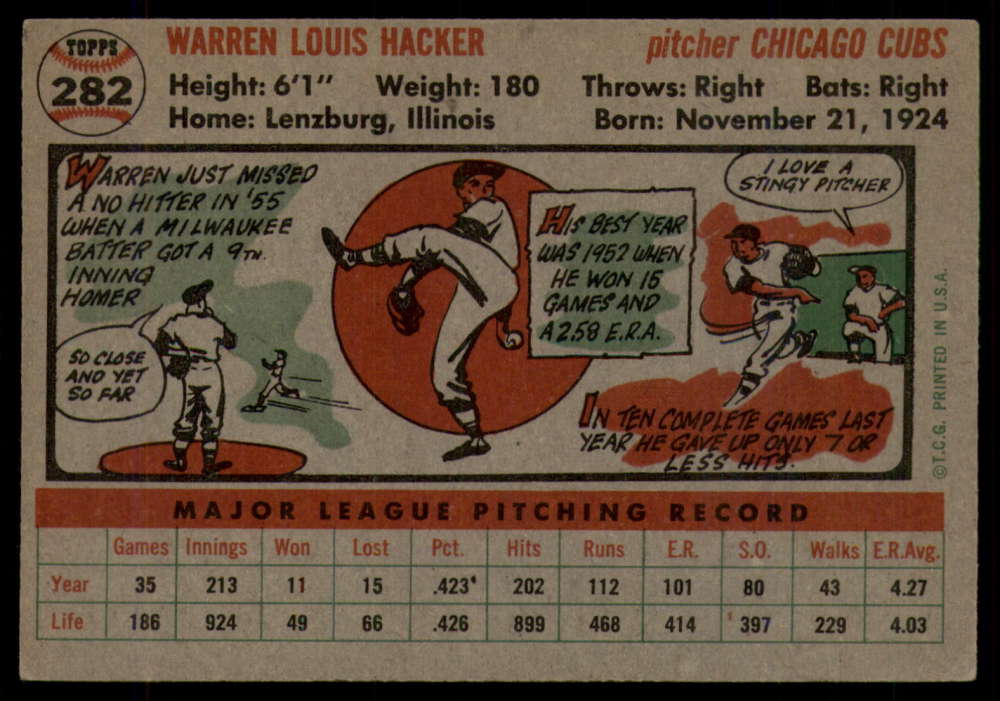 TOPPS
282
WARREN LOUIS HACKER
pitcher CHICAGO CUBS
Height: 6'1" Weight: 180 Throws: Right Bats: Right
Home: Lenzburg, Illinois Born: November 21, 1924
WARREN JUST MISSED
A NO HITTER IN '55
WHEN A MILWAUKEE
BATTER GOT A 9TH.
INNING
HOMER
SO CLOSE
AND YET
SO FAR
HIS BEST YEAR
WAS 1952 WHEN
HE WON 15
GAMES AND
A 2.58 E.R.A.
I LOVE A
STINGY PITCHER
IN TEN COMPLETE GAMES LAST
YEAR HE GAVE UP ONLY 7 OR
LESS HITS.
©T.C.G. PRINTED IN U.S.A.
MAJOR LEAGUE PITCHING RECORD
Games Innings Won Lost Pct. Hits Runs E.R. S.O. Walks E.R.Avg.
Year 35 213 11 15 .423 202 112 101 80 43 4.27
Life 186 924 49 66 .426 899 468 414 397 229 4.03